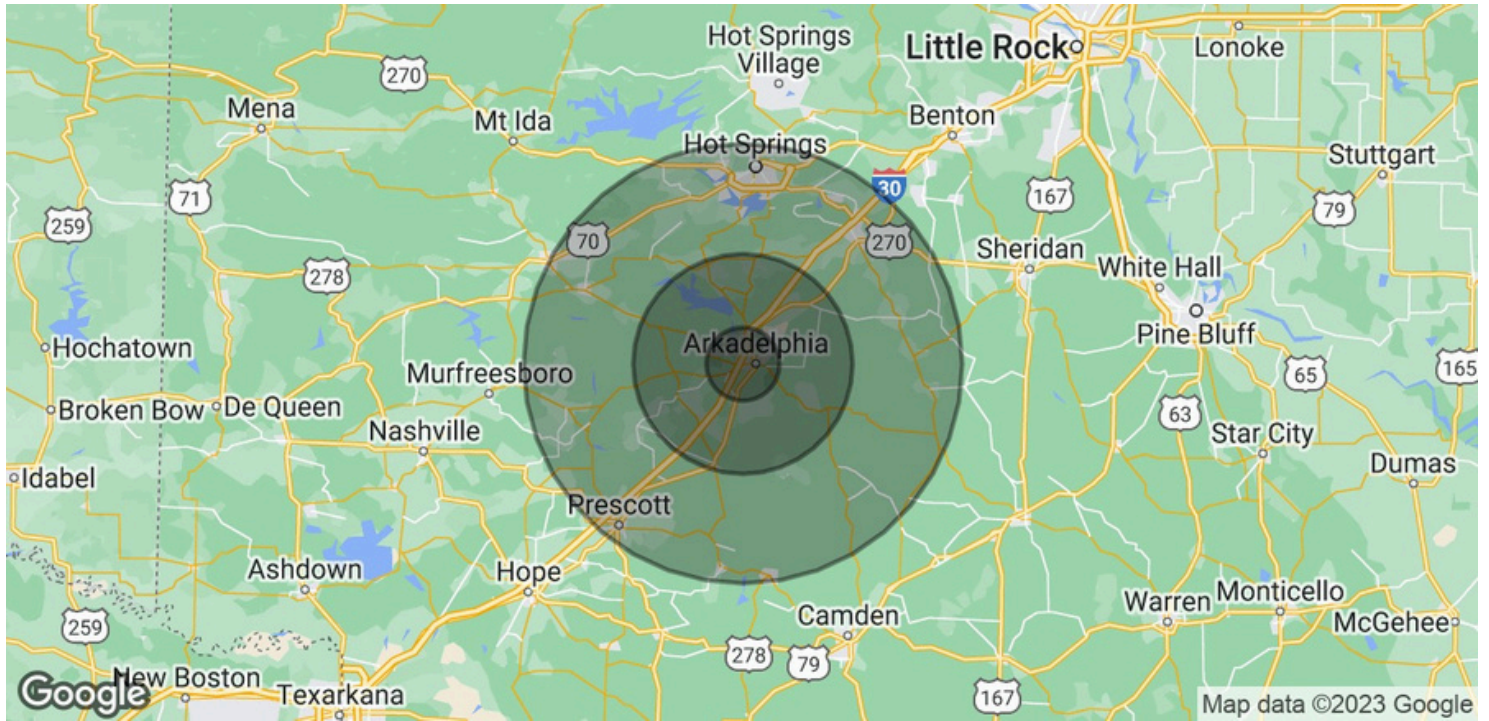 Hot Springs
Village
Little Rock
Lonoke
270
Mena
Mt Ida
Benton
Hot Springs
Stuttgart
71
30
167
79
259
70
270
Sheridan
278
White Hall
Pine Bluff
Hochatown
Arkadelphia
Murfreesboro
65
165
Broken Bow
De Queen
63
Nashville
Star City
Idabel
Dumas
Prescott
Ashdown
Hope
Camden
Warren
Monticello
McGehee
259
278
79
New Boston
Texarkana
167
Google
Map data ©2023 Google